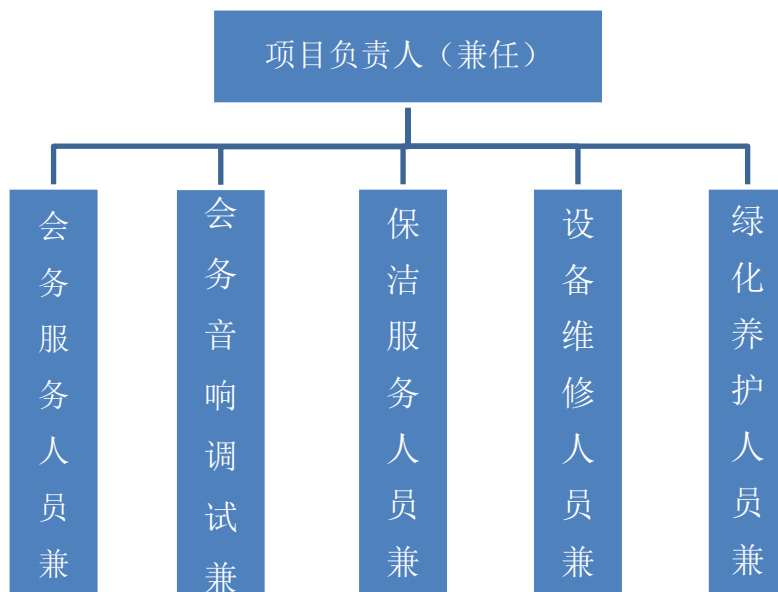 项目负责人（兼任）
会务服务人员兼
会务音响调试兼
保洁服务人员兼
设备维修人员兼
绿化养护人员兼